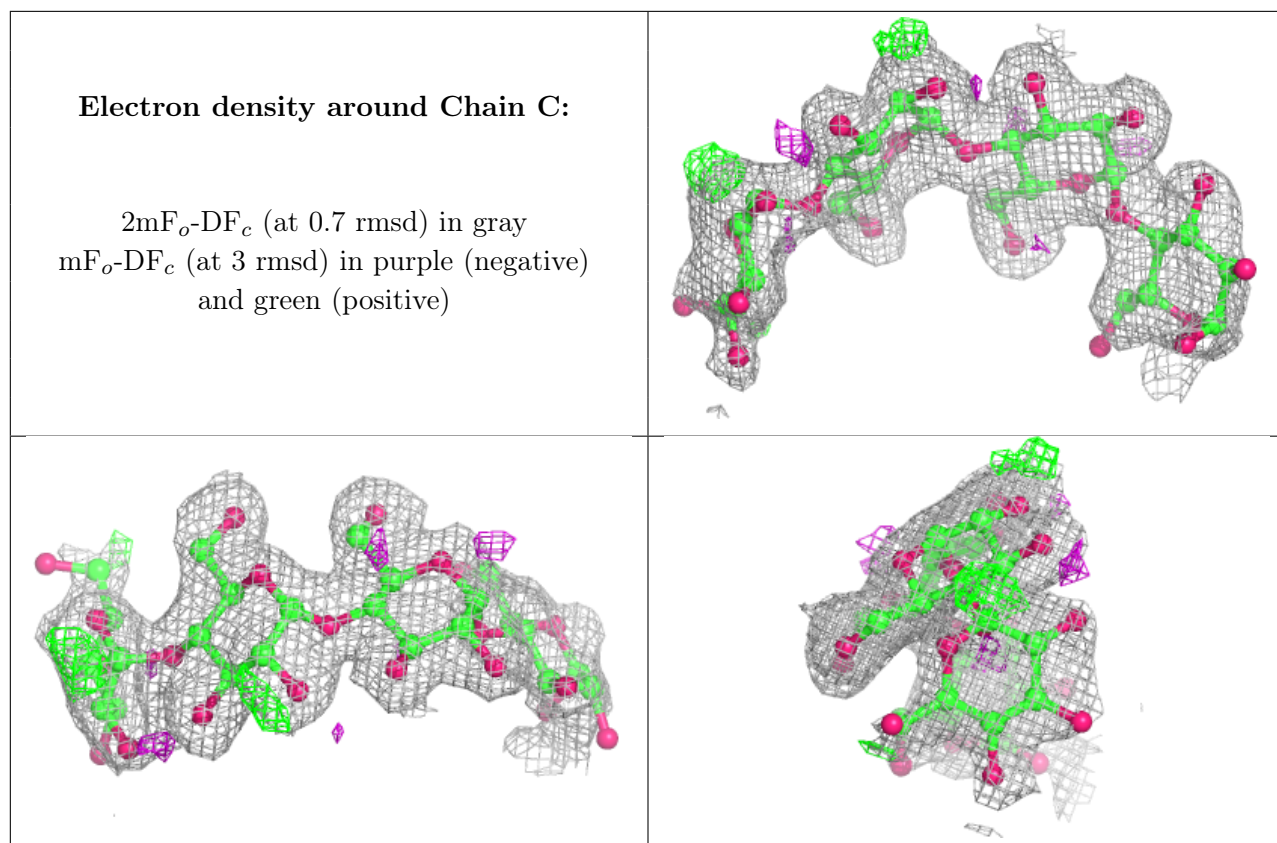 Electron density around Chain C:
2mFo-DFc (at 0.7 rmsd) in gray
mFo-DFc (at 3 rmsd) in purple (negative)
and green (positive)